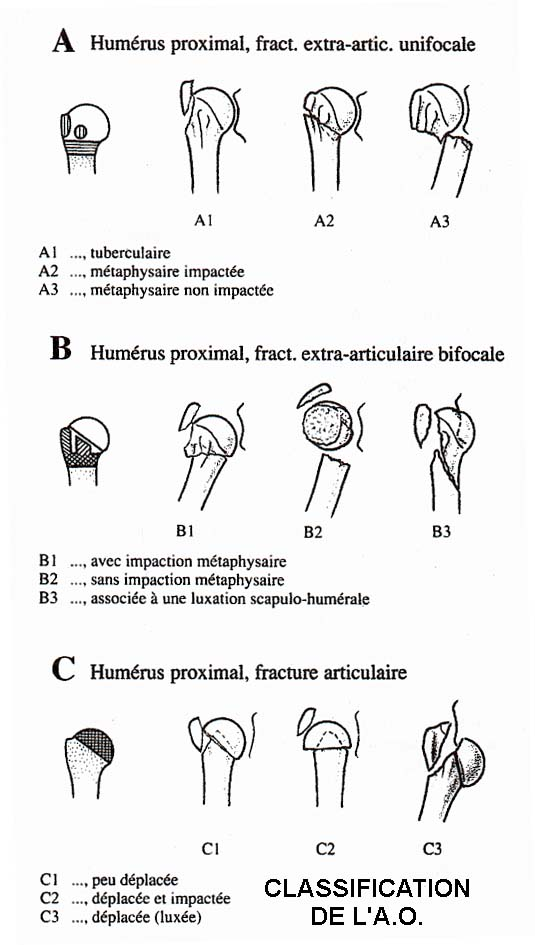 A Humérus proximal, fract. extra-artic. unifocale
A1 A2 A3
A1 ..., tuberculaire
A2 ..., métaphysaire impactée
A3 ..., métaphysaire non impactée
B Humérus proximal, fract. extra-articulaire bifocale
B1 B2 B3
B1 ..., avec impaction métaphysaire
B2 ..., sans impaction métaphysaire
B3 ..., associée à une luxation scapulo-humérale
C Humérus proximal, fracture articulaire
C1 C2 C3
C1 ..., peu déplacée
C2 ..., déplacée et impactée
C3 ..., déplacée (luxée)
CLASSIFICATION
DE L'A.O.